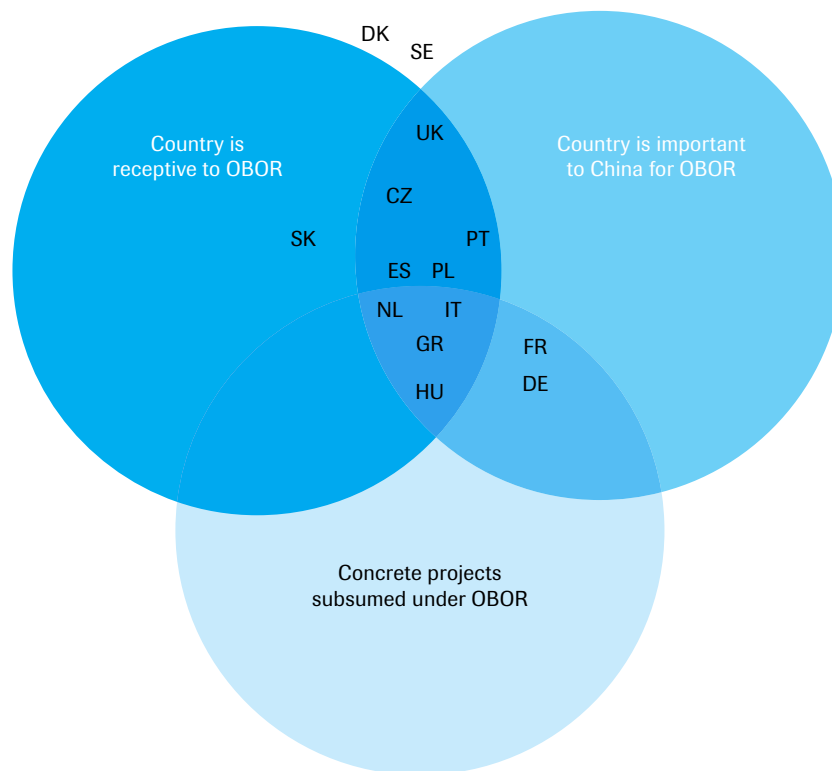 DK
SE
UK
Country is
receptive to OBOR
Country is important
to China for OBOR
CZ
SK
PT
ES PL
NL IT
GR
FR
DE
HU
Concrete projects
subsumed under OBOR